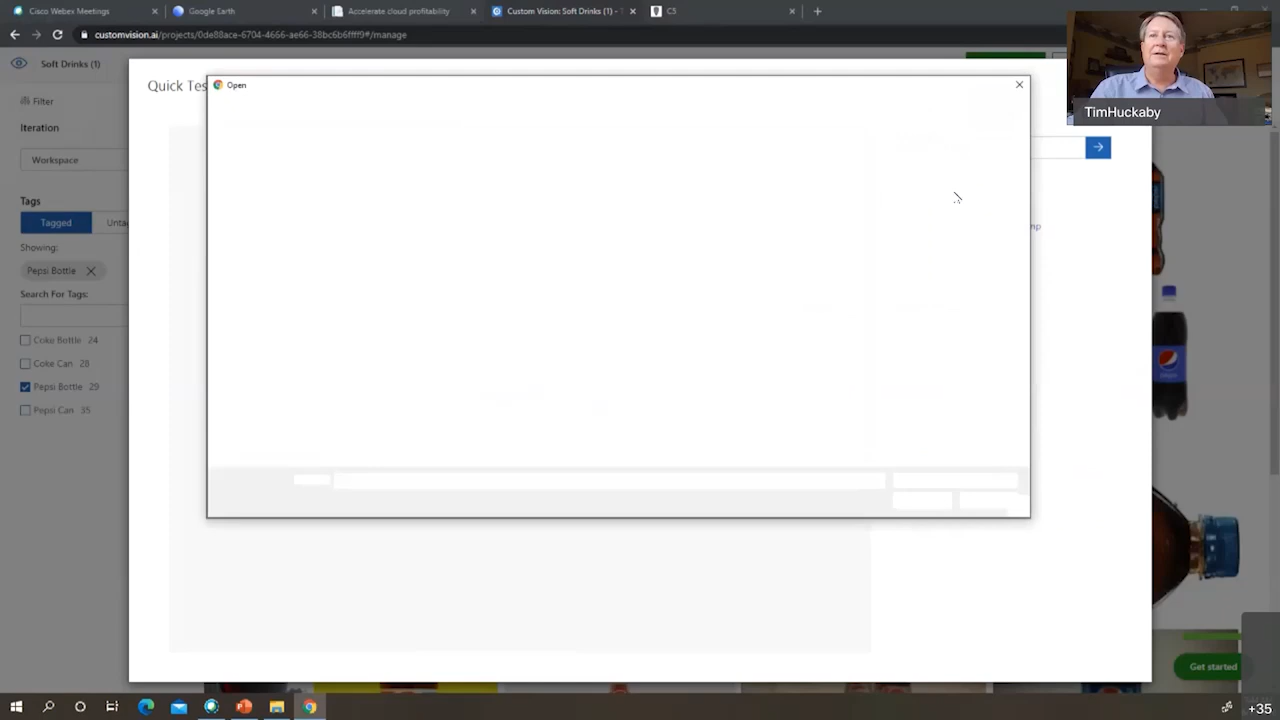 Cisco Webex Meetings
Google Earth
Accelerate cloud profitability
Custom Vision: Soft Drinks (1) - T
C5
customvision.ai/projects/0de88ace-6704-4666-ae66-38bc6b6ffff9#/manage
Soft Drinks (1)
Quick Tes
Open
TimHuckaby
Filter
Iteration
Workspace
Tags
Tagged
Unta
mp
Showing:
Pepsi Bottle
Search For Tags:
Coke Bottle 24
Coke Can 28
Pepsi Bottle 29
Pepsi Can 35
Get started
+35